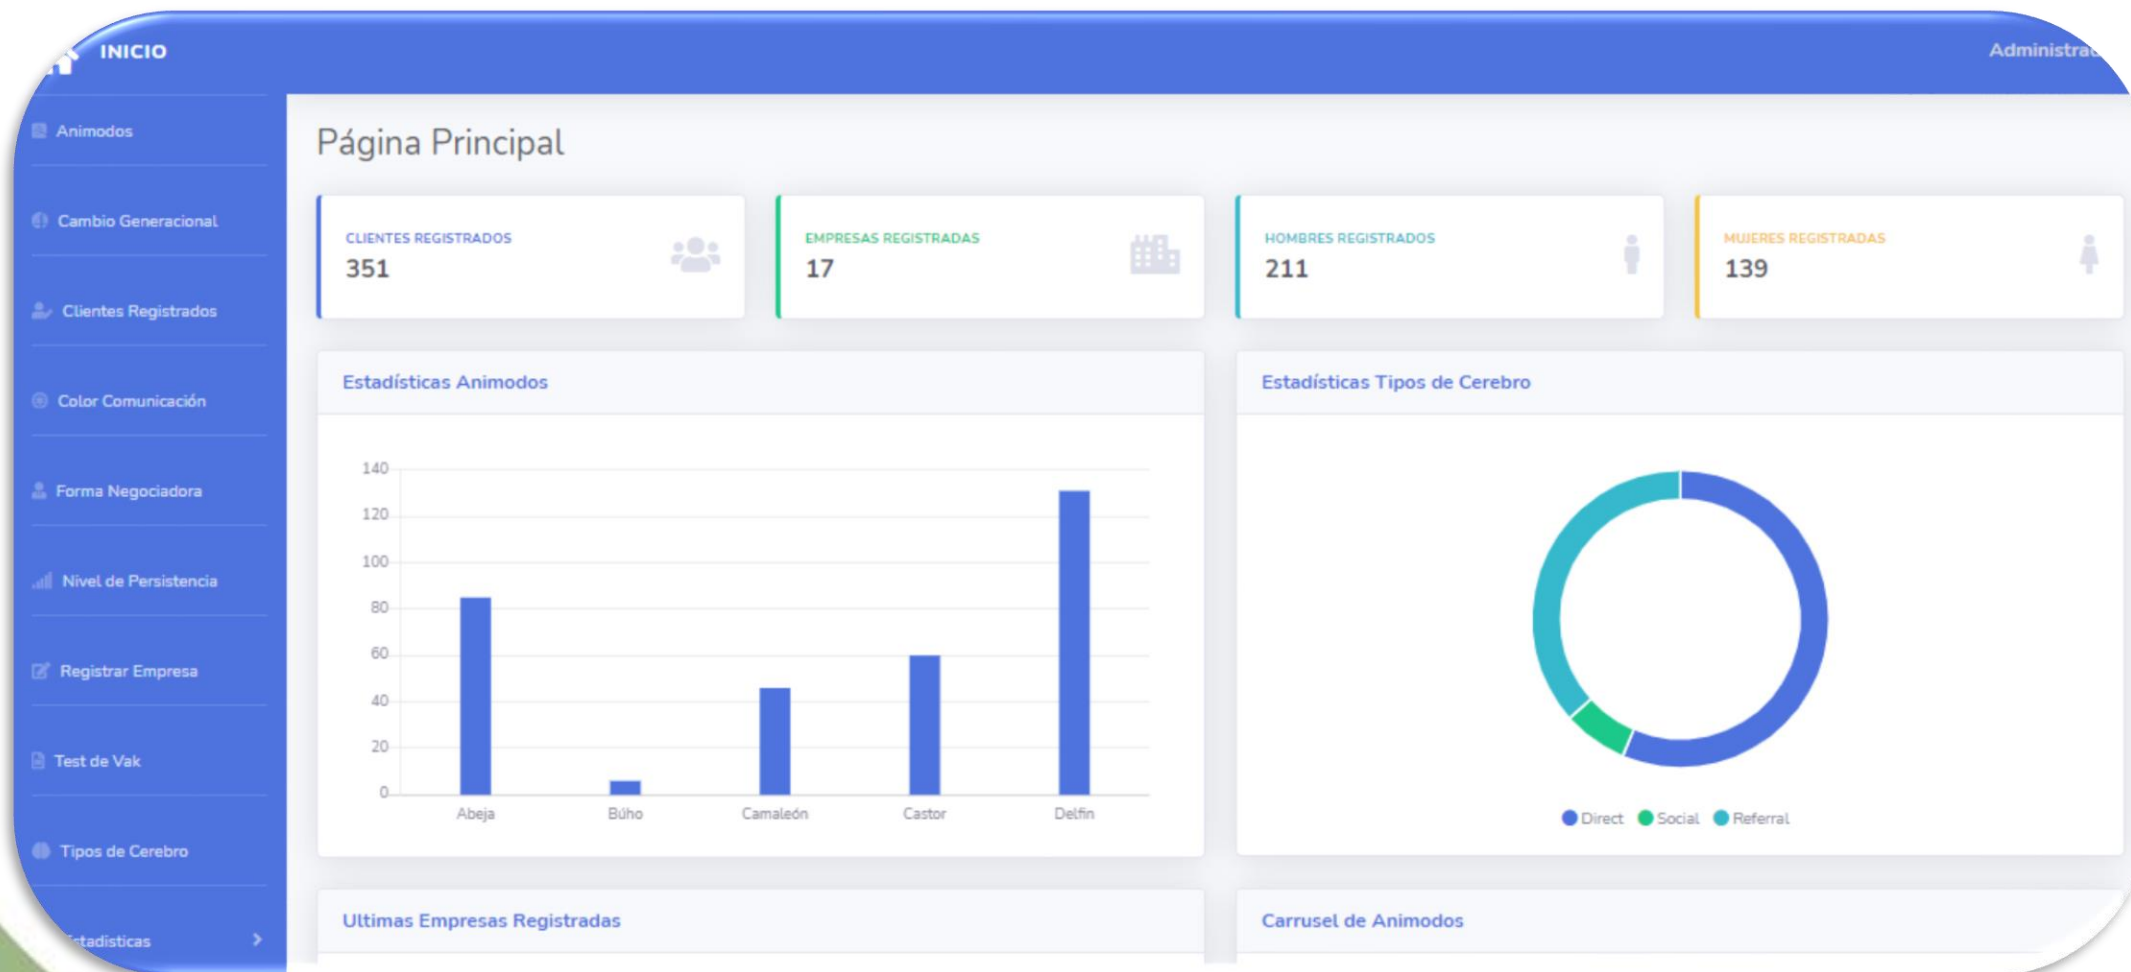 INICIO
Animodos
Cambio Generacional
Clientes Registrados
Color Comunicación
Forma Negociadora
Nivel de Persistencia
Registrar Empresa
Test de Vak
Tipos de Cerebro
Página Principal
CLIENTES REGISTRADOS
351
EMPRESAS REGISTRADAS
17
HOMBRES REGISTRADOS
211
MUJERES REGISTRADAS
139
Estadísticas Animodos
140
120
100
80
60
40
20
0
Abeja Búho Camaleón Castor Delfin
Estadísticas Tipos de Cerebro
Direct Social Referral
Ultimas Empresas Registradas
Carrusel de Animodos